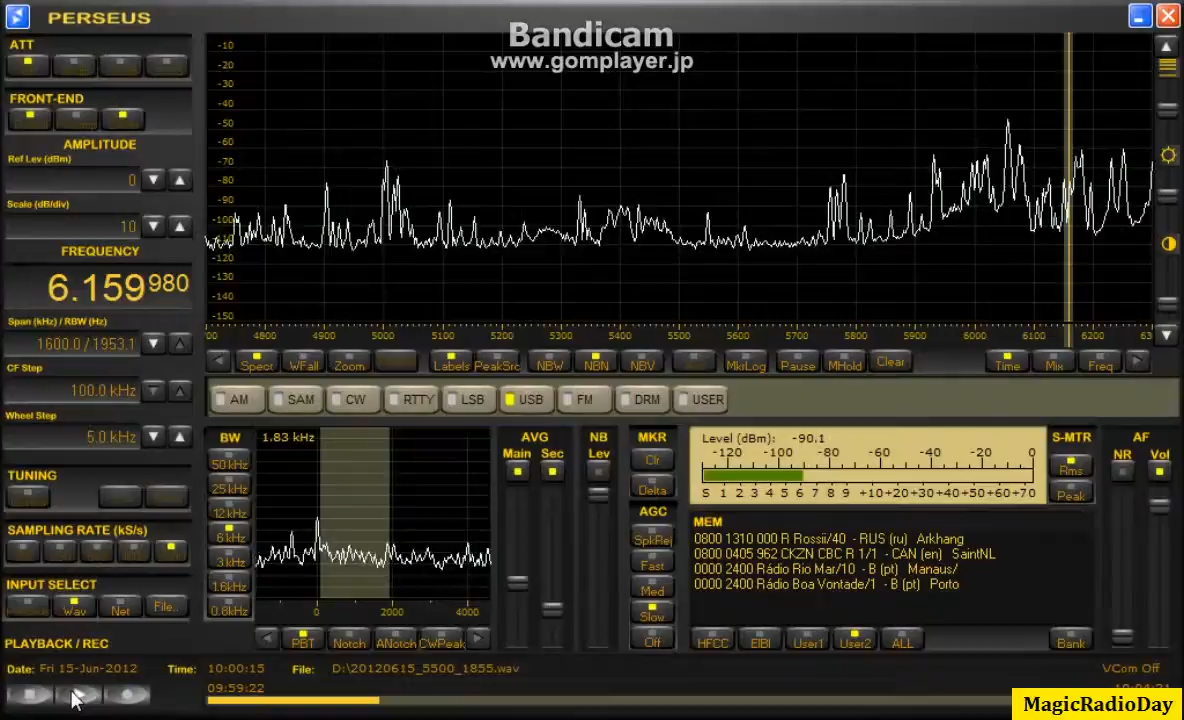 PERSEUS
Bandicam
www.gomplayer.jp
ATT
FRONT-END
AMPLITUDE
Ref Lev (dBm)
0
Scale (dB/div)
10
FREQUENCY
6.159980
Span (kHz) / RBW (Hz)
1600.0 / 1953.1
CF Step
100.0 kHz
Wheel Step
5.0 kHz
TUNING
SAMPLING RATE (kS/s)
INPUT SELECT
Wav Net File..
PLAYBACK / REC
-10
-20
-30
-40
-50
-60
-70
-80
-90
-100
-110
-120
-130
-140
-150
00 4800 4900 5000 5100 5200 5300 5400 5500 5600 5700 5800 5900 6000 6100 6200 63
Spect WFall Zoom Labels PeakSrc NBW NBN NBV MkrLog Pause MHold Clear Time Mix Freq
AM SAM CW RTTY LSB USB FM DRM USER
BW
50 kHz
25 kHz
12 kHz
6 kHz
3 kHz
1.6kHz
0.8kHz
1.83 kHz
0 2000 4000
PBT Notch ANotch CWPeak
AVG
Main Sec
NB
Lev
MKR
Clr
Delta
AGC
SpkRej
Fast
Med
Slow
Off
Level (dBm): -90.1
-120 -100 -80 -60 -40 -20 0
S 1 2 3 4 5 6 7 8 9 +10+20+30+40+50+60+70
S-MTR
Rms
Peak
AF
NR Vol
MEM
0800 1310 000 R Rossii/40 - RUS (ru) Arkhang
0800 0405 962 CKZN CBC R 1/1 - CAN (en) SaintNL
0000 2400 Rádio Rio Mar/10 - B (pt) Manaus/
0000 2400 Rádio Boa Vontade/1 - B (pt) Porto
HFCC EIBI User1 User2 ALL Bank
Date: Fri 15-Jun-2012 Time: 10:00:15 File: D:\20120615_5500_1855.wav VCom Off
09:59:22
MagicRadioDay